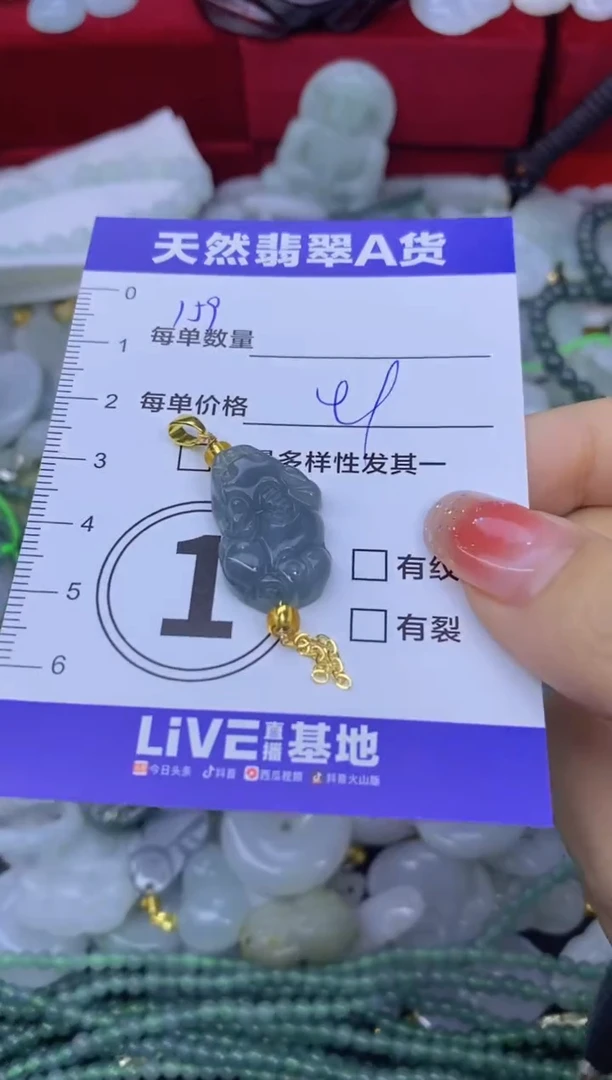 天然翡翠A货
0
1
2
3
4
5
6
159
每单数量
每单价格
多样性发其一
1
有纹
有裂
LiVE直播基地
今日头条 抖音 西瓜视频 抖音火山版